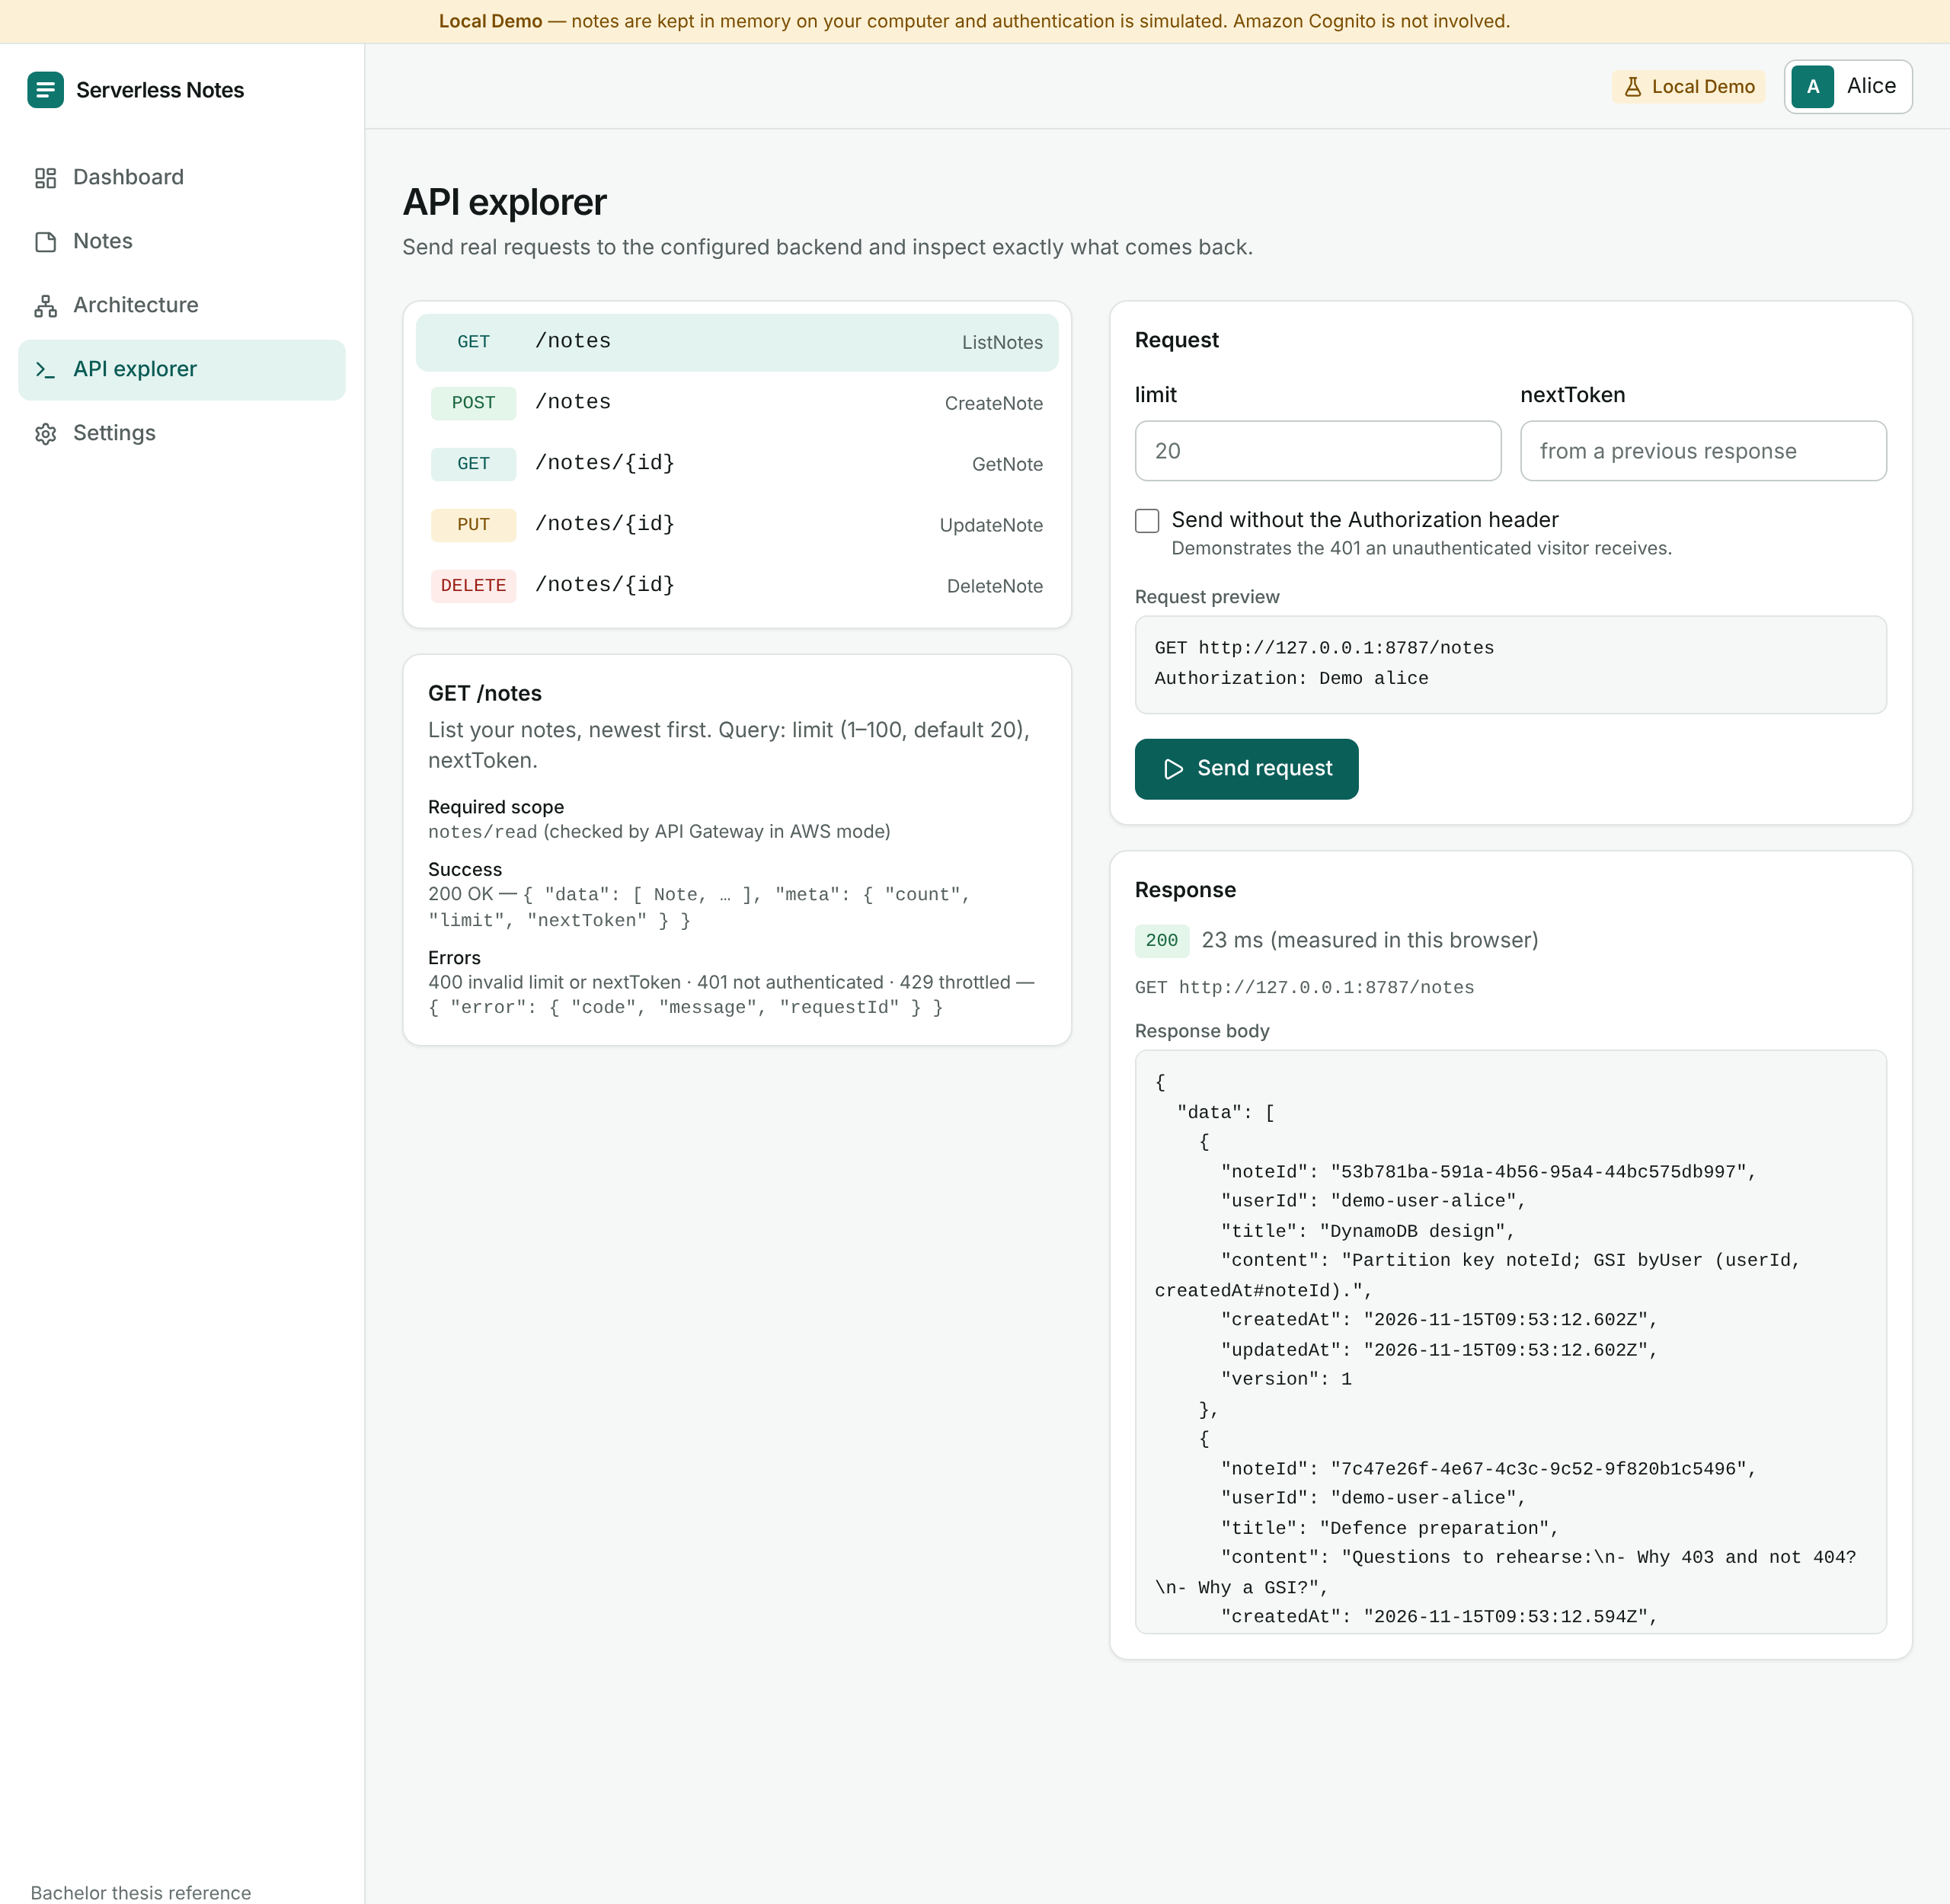 Local Demo — notes are kept in memory on your computer and authentication is simulated. Amazon Cognito is not involved.
Serverless Notes
Local Demo
A
Alice
Dashboard
Notes
Architecture
API explorer
Settings
API explorer
Send real requests to the configured backend and inspect exactly what comes back.
GET /notes ListNotes
POST /notes CreateNote
GET /notes/{id} GetNote
PUT /notes/{id} UpdateNote
DELETE /notes/{id} DeleteNote
GET /notes
List your notes, newest first. Query: limit (1–100, default 20),
nextToken.
Required scope
notes/read (checked by API Gateway in AWS mode)
Success
200 OK — { "data": [ Note, … ], "meta": { "count",
"limit", "nextToken" } }
Errors
400 invalid limit or nextToken · 401 not authenticated · 429 throttled —
{ "error": { "code", "message", "requestId" } }
Request
limit nextToken
20 from a previous response
Send without the Authorization header
Demonstrates the 401 an unauthenticated visitor receives.
Request preview
GET http://127.0.0.1:8787/notes
Authorization: Demo alice
Send request
Response
200 23 ms (measured in this browser)
GET http://127.0.0.1:8787/notes
Response body
{
"data": [
{
"noteId": "53b781ba-591a-4b56-95a4-44bc575db997",
"userId": "demo-user-alice",
"title": "DynamoDB design",
"content": "Partition key noteId; GSI byUser (userId,
createdAt#noteId).",
"createdAt": "2026-11-15T09:53:12.602Z",
"updatedAt": "2026-11-15T09:53:12.602Z",
"version": 1
},
{
"noteId": "7c47e26f-4e67-4c3c-9c52-9f820b1c5496",
"userId": "demo-user-alice",
"title": "Defence preparation",
"content": "Questions to rehearse:\n- Why 403 and not 404?
\n- Why a GSI?",
"createdAt": "2026-11-15T09:53:12.594Z",
Bachelor thesis reference